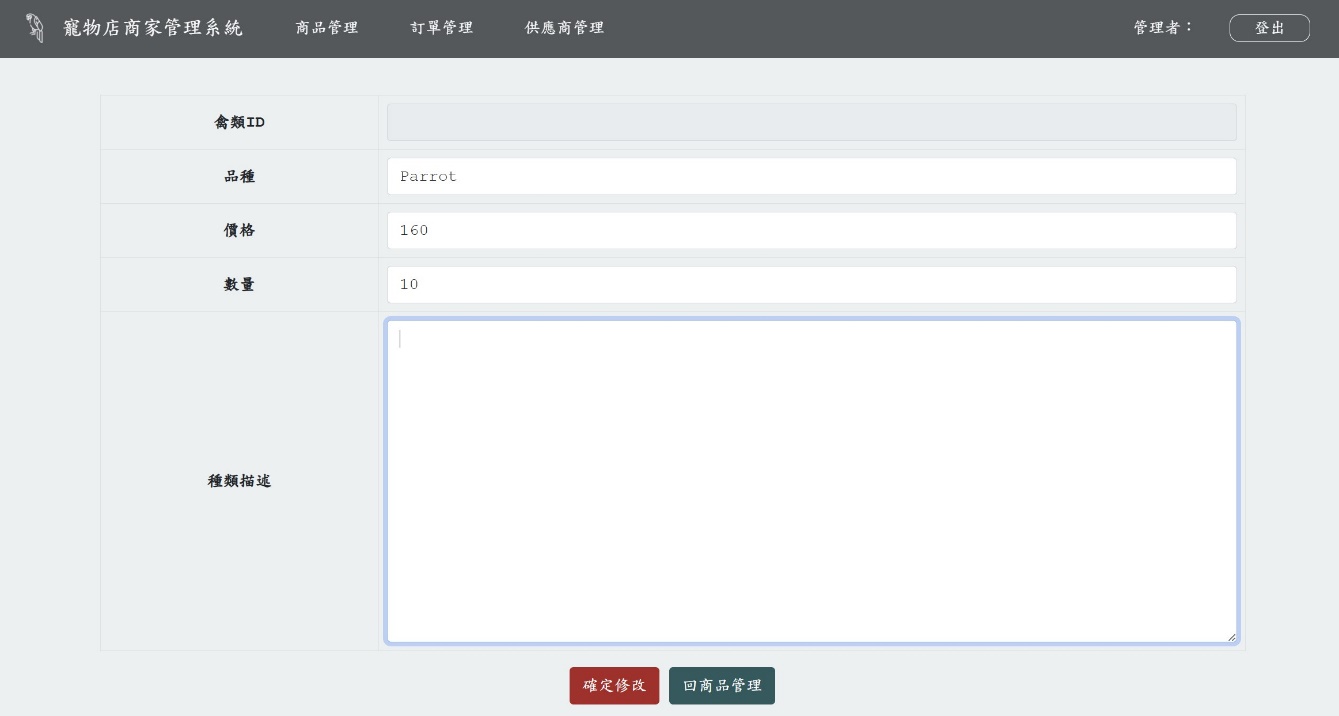 寵物店商家管理系統 商品管理 訂單管理 供應商管理 管理者： 登出
禽類ID
品種 Parrot
價格 160
數量 10
種類描述
確定修改 回商品管理